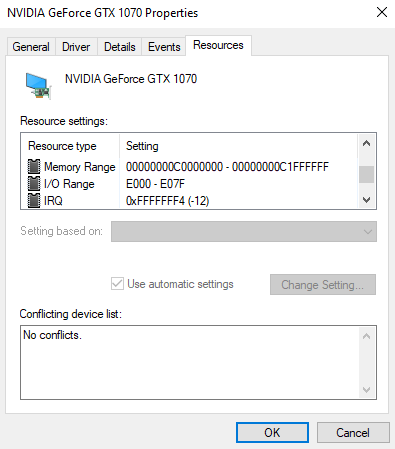 NVIDIA GeForce GTX 1070 Properties
General Driver Details Events Resources
NVIDIA GeForce GTX 1070
Resource settings:
Resource type Setting
Memory Range 00000000C0000000 - 00000000C1FFFFFF
I/O Range E000 - E07F
IRQ 0xFFFFFFF4 (-12)
Setting based on:
Use automatic settings Change Setting...
Conflicting device list:
No conflicts.
OK Cancel